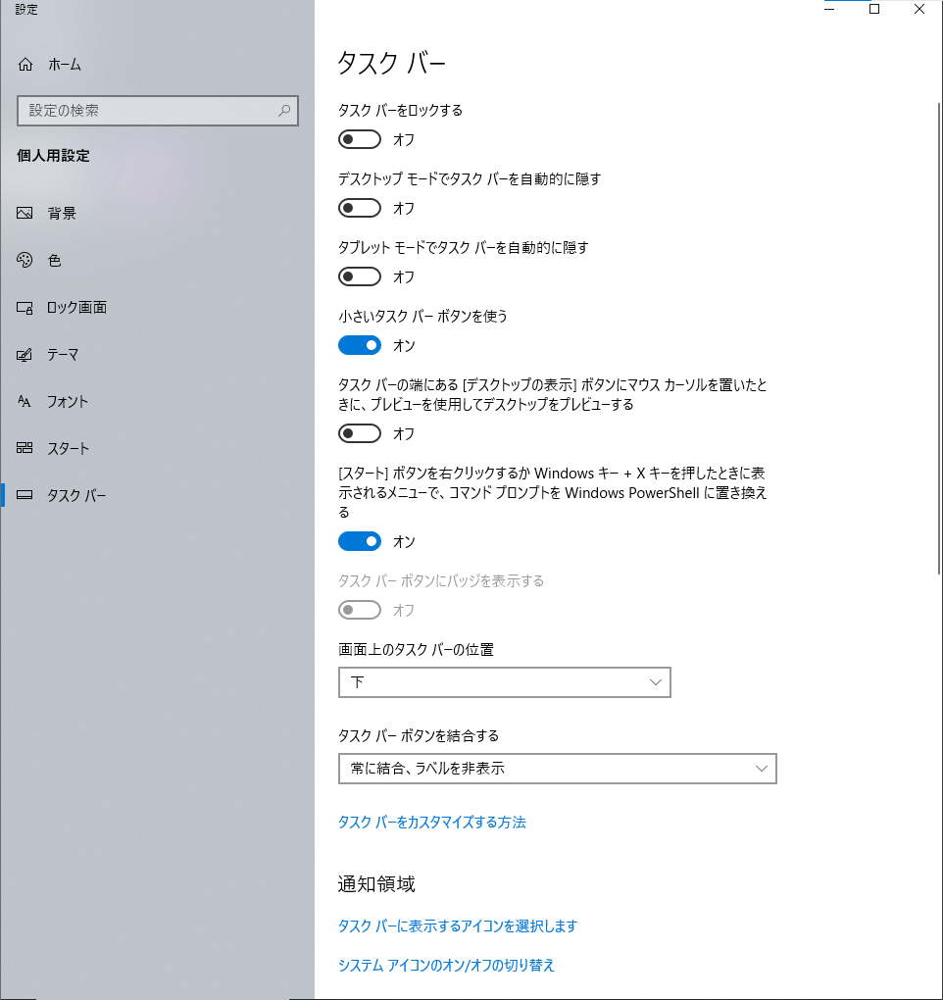 設定
ホーム
設定の検索
個人用設定
背景
色
ロック画面
テーマ
フォント
スタート
タスク バー
タスク バー
タスク バーをロックする
オフ
デスクトップ モードでタスク バーを自動的に隠す
オフ
タブレット モードでタスク バーを自動的に隠す
オフ
小さいタスク バー ボタンを使う
オン
タスク バーの端にある [デスクトップの表示] ボタンにマウス カーソルを置いたと
きに、プレビューを使用してデスクトップをプレビューする
オフ
[スタート] ボタンを右クリックするか Windows キー + X キーを押したときに表
示されるメニューで、コマンド プロンプトを Windows PowerShell に置き換え
る
オン
タスク バー ボタンにバッジを表示する
オフ
画面上のタスク バーの位置
下
タスク バー ボタンを結合する
常に結合、ラベルを非表示
タスク バーをカスタマイズする方法
通知領域
タスク バーに表示するアイコンを選択します
システム アイコンのオン/オフの切り替え